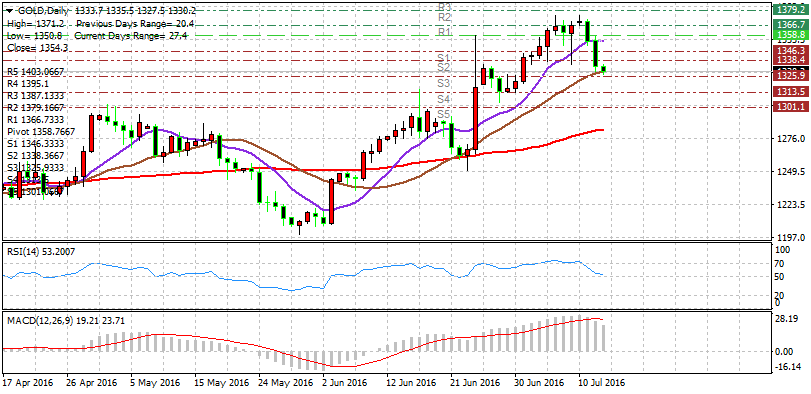 GOLD,Daily 1333.7 1335.5 1327.5 1330.2
High= 1371.2 Previous Days Range= 20.4
Low= 1350.8 Current Days Range= 27.4
Close= 1354.3
R5 1403.0667
R4 1395.1
R3 1387.1333
R2 1379.1667
R1 1366.7333
Pivot 1358.7667
S1 1346.3333
S2 1338.3667
S3 1325.9333
R3
R2
R1
S1
S2
S3
S4
S5
1379.2
1366.7
1358.8
1346.3
1338.4
1325.9
1313.5
1301.1
1276.0
1249.5
1223.5
1197.0
RSI(14) 53.2007
100
70
50
20
0
MACD(12,26,9) 19.21 23.71
28.19
0.00
-16.14
17 Apr 2016 26 Apr 2016 5 May 2016 15 May 2016 24 May 2016 2 Jun 2016 12 Jun 2016 21 Jun 2016 30 Jun 2016 10 Jul 2016